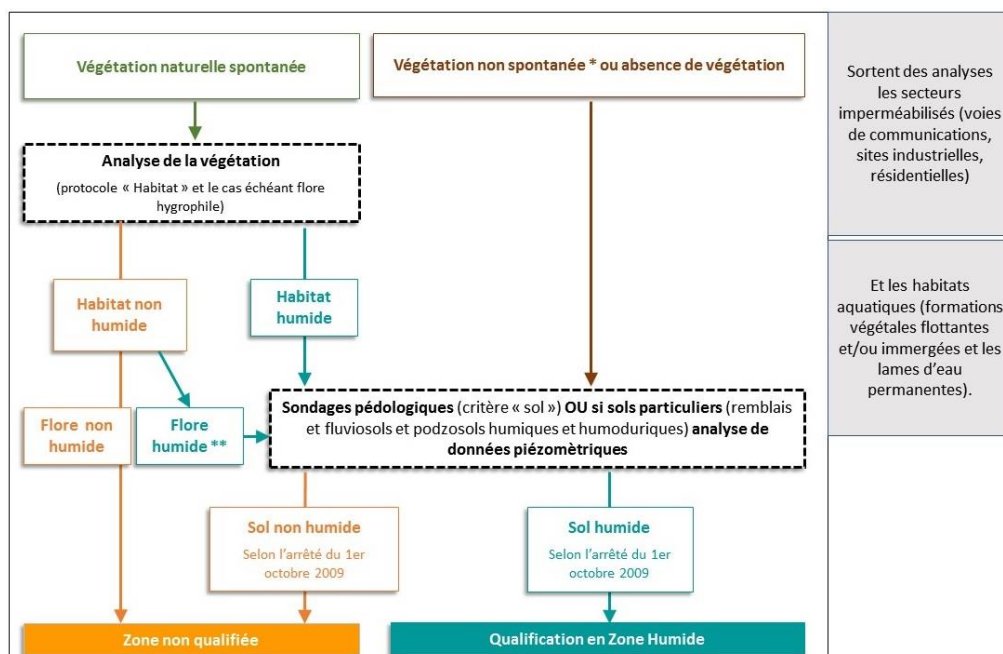 Végétation naturelle spontanée
Végétation non spontanée * ou absence de végétation
Analyse de la végétation
(protocole « Habitat » et le cas échéant flore
hygrophile)
Habitat non
humide
Habitat
humide
Flore non
humide
Flore
humide **
Sondages pédologiques (critère « sol ») OU si sols particuliers (remblais
et fluviosols et podzosols humiques et humoduriques) analyse de
données piézomètriques
Sol non humide
Selon l’arrêté du 1er
octobre 2009
Sol humide
Selon l’arrêté du 1er
octobre 2009
Zone non qualifiée
Qualification en Zone Humide
Sortent des analyses
les secteurs
imperméabilisés (voies
de communications,
sites industrielles,
résidentielles)
Et les habitats
aquatiques (formations
végétales flottantes
et/ou immergées et les
lames d’eau
permanentes).